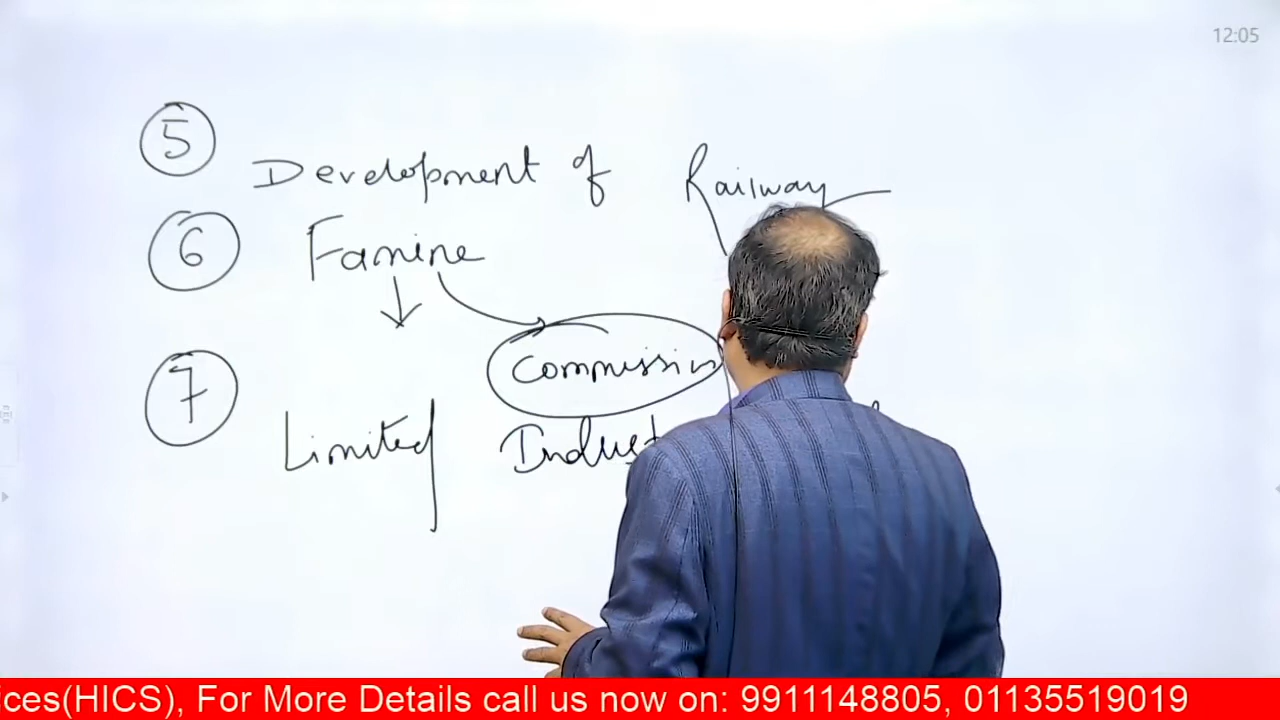 12:05
5
Development of Railway
6
Famine
Commission
7
Limited Indust
ices(HICS), For More Details call us now on: 9911148805, 01135519019